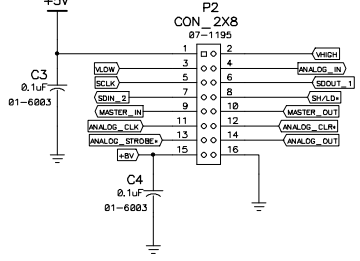 +5V
P2
CON_2X8
07-1195
1 2 VHIGH
VLOW 3 4 ANALOG_IN
SCLK 5 6 SDOUT_1
SDIN_2 7 8 SH/LD*
MASTER_IN 9 10 MASTER_OUT
ANALOG_CLK 11 12 ANALOG_CLR*
ANALOG_STROBE* 13 14 ANALOG_OUT
+8V 15 16
C3
0.1uF
01-6003
C4
0.1uF
01-6003